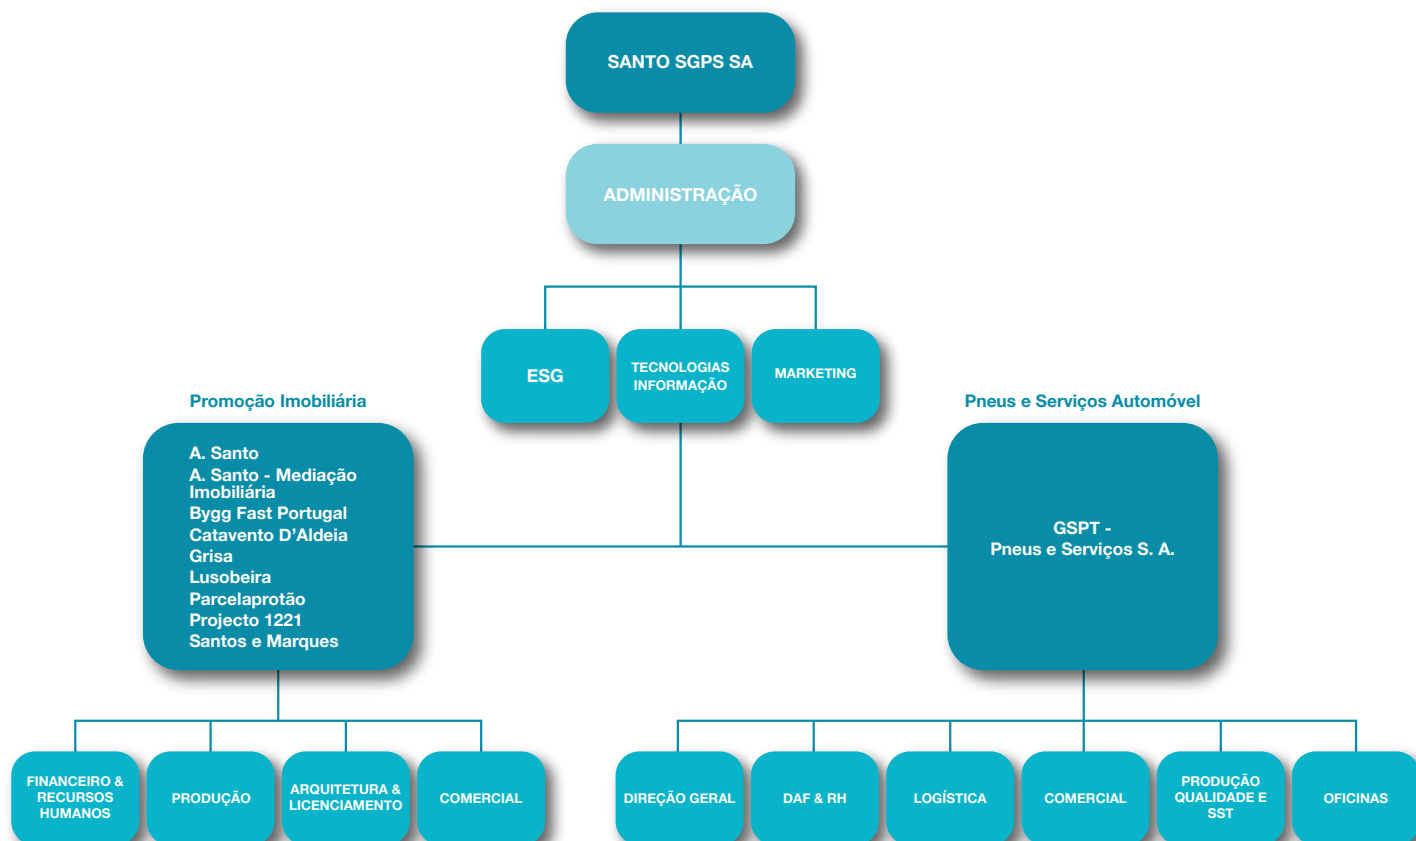 SANTO SGPS SA
ADMINISTRAÇÃO
ESG
TECNOLOGIAS
INFORMAÇÃO
MARKETING
Promoção Imobiliária
A. Santo
A. Santo - Mediação
Imobiliária
Bygg Fast Portugal
Catavento D’Aldeia
Grisa
Lusobeira
Parcelaprotão
Projecto 1221
Santos e Marques
Pneus e Serviços Automóvel
GSPT -
Pneus e Serviços S. A.
FINANCEIRO &
RECURSOS
HUMANOS
PRODUÇÃO
ARQUITETURA &
LICENCIAMENTO
COMERCIAL
DIREÇÃO GERAL
DAF & RH
LOGÍSTICA
COMERCIAL
PRODUÇÃO
QUALIDADE E
SST
OFICINAS